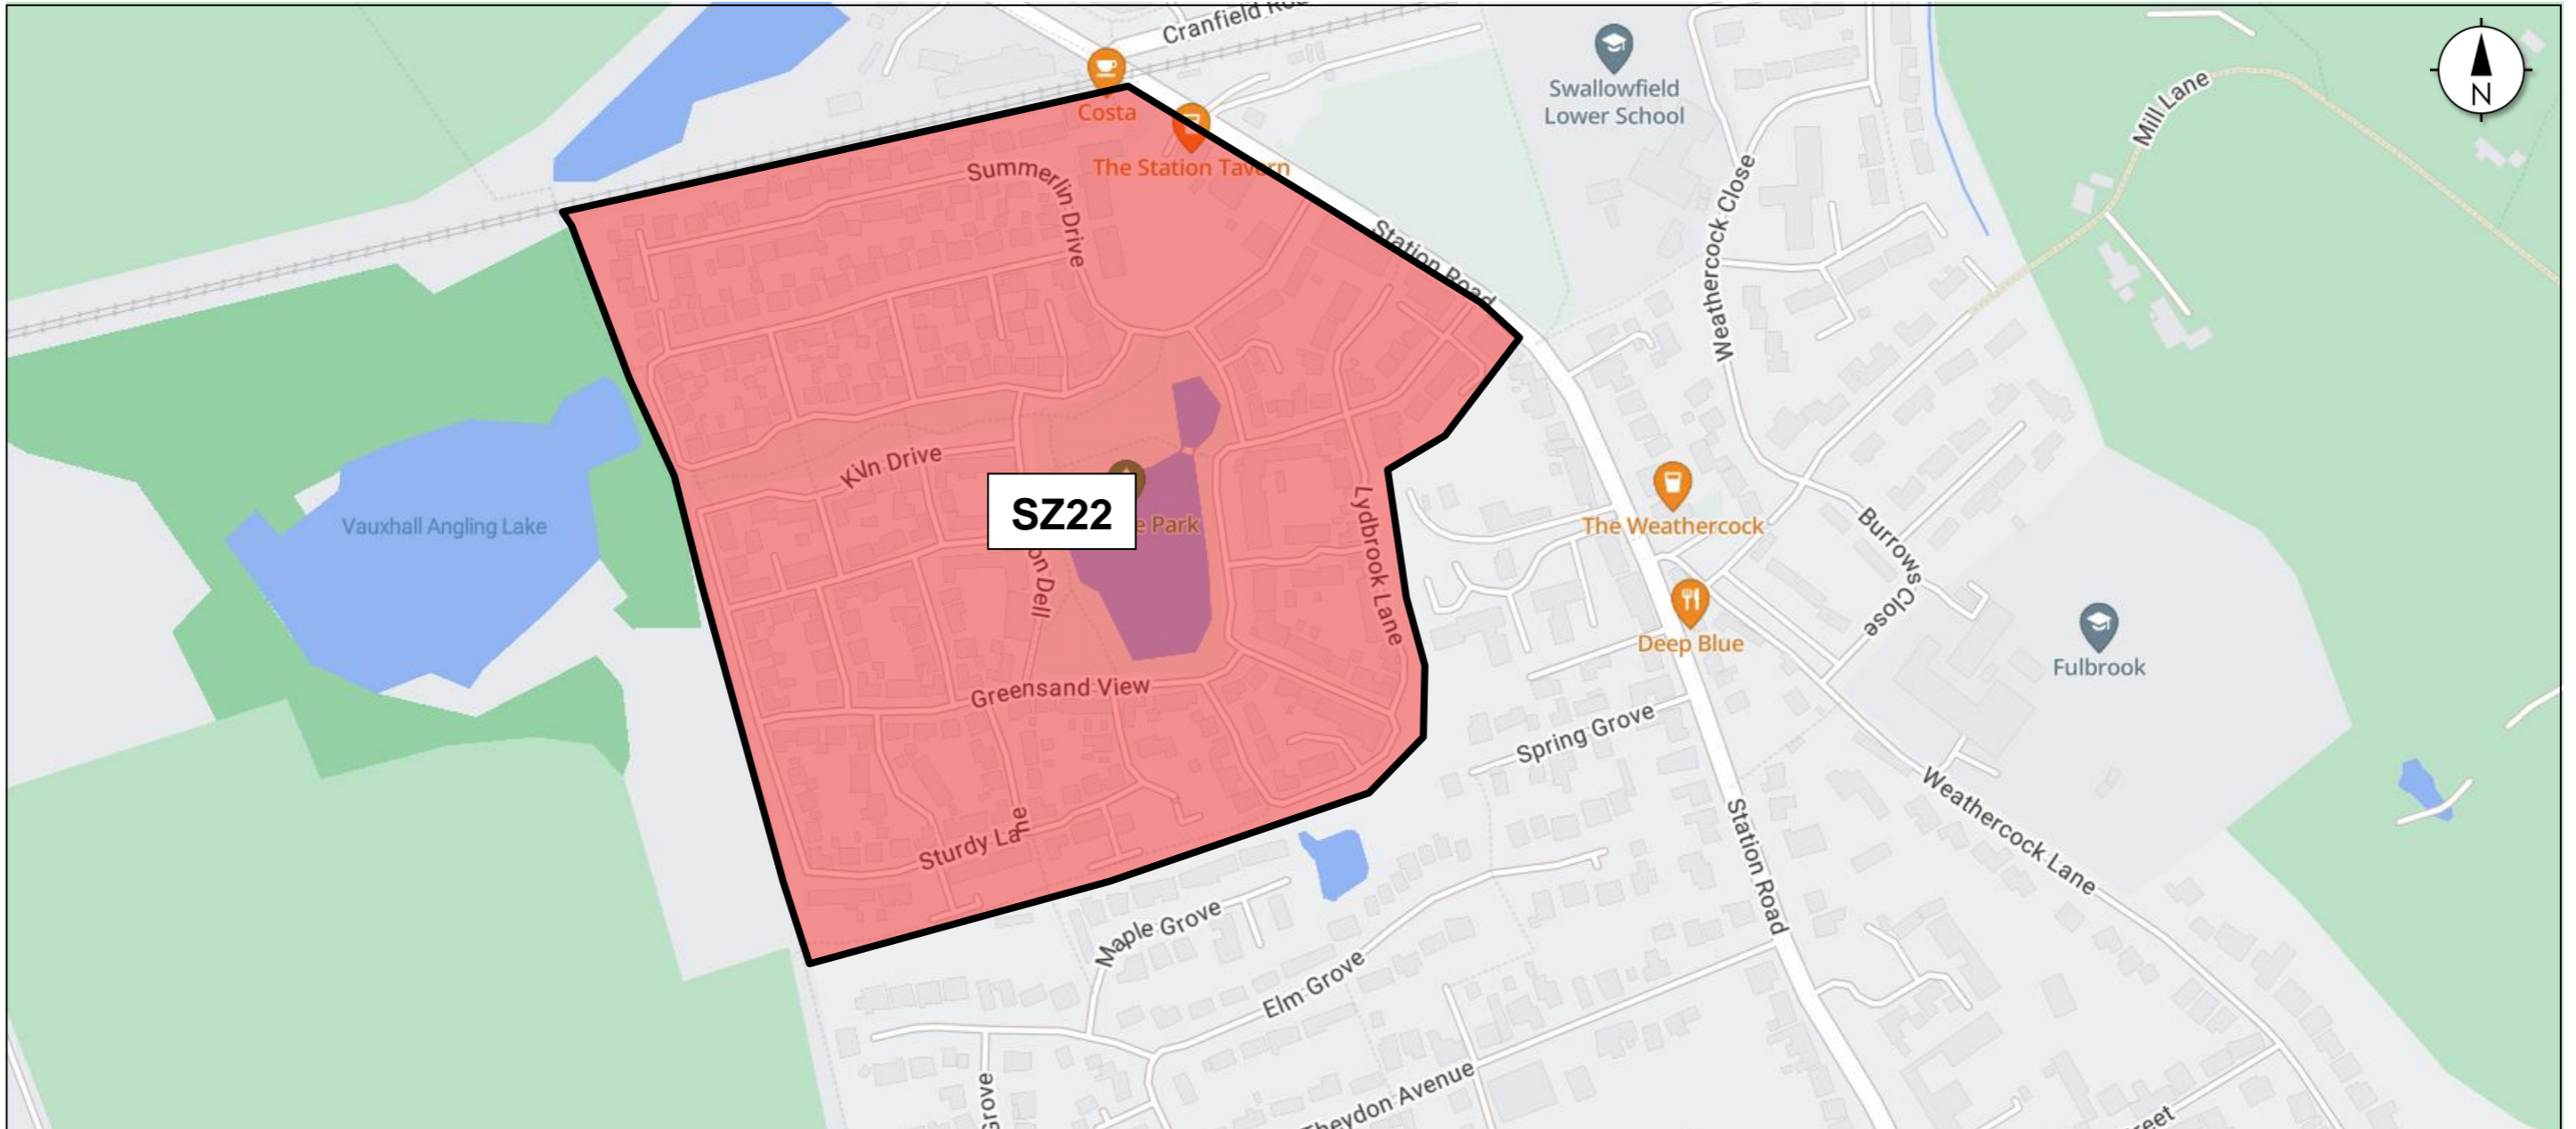 Cranfield
N
Costa
The Station Tavern
Swallowfield
Lower School
Mill Lane
Summerlin Drive
Station Road
Weathercock Close
Kiln Drive
SZ22
Park
Dell
Lydbrook Lane
Vauxhall Angling Lake
The Weathercock
Burrows Close
Deep Blue
Fulbrook
Greensand View
Spring Grove
Sturdy Lane
Station Road
Weathercock Lane
Maple Grove
Elm Grove
Grove
Theydon Avenue